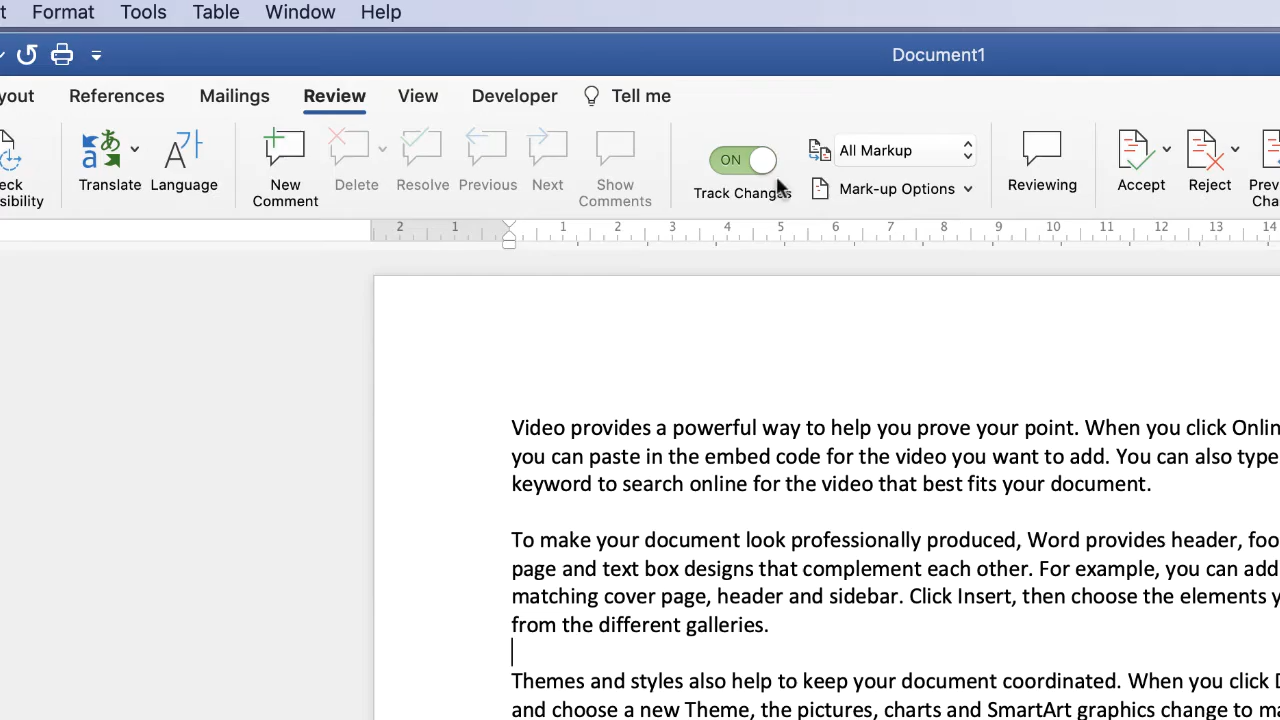 Format Tools Table Window Help
Document1
References Mailings Review View Developer Tell me
Translate Language New Comment Delete Resolve Previous Next Show Comments
ON
Track Changes
All Markup
Mark-up Options
Reviewing Accept Reject
2 1 1 2 3 4 5 6 7 8 9 10 11 12 13 14
Video provides a powerful way to help you prove your point. When you click
you can paste in the embed code for the video you want to add. You can also type
keyword to search online for the video that best fits your document.
To make your document look professionally produced, Word provides header,
page and text box designs that complement each other. For example, you can add
matching cover page, header and sidebar. Click Insert, then choose the elements
from the different galleries.
Themes and styles also help to keep your document coordinated. When you click
and choose a new Theme, the pictures, charts and SmartArt graphics change to